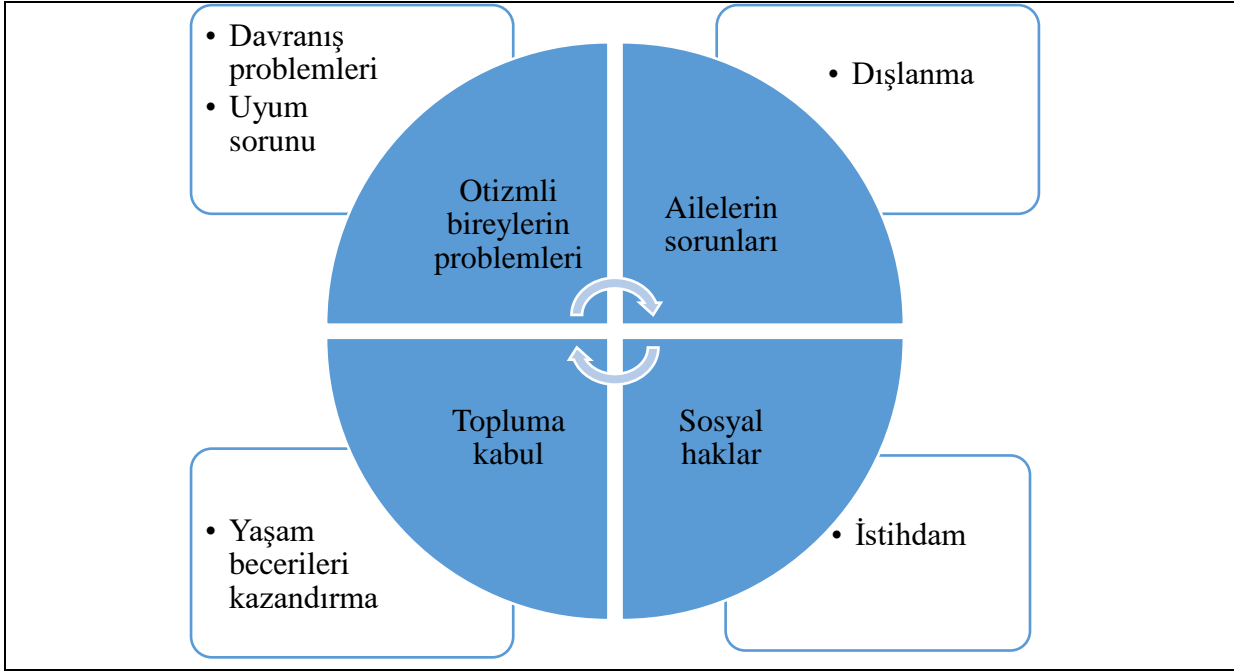 • Davranış
problemleri
• Uyum
sorunu
• Dışlanma
Otizmli
bireylerin
problemleri
Ailelerin
sorunları
Topluma
kabul
Sosyal
haklar
• Yaşam
becerileri
kazandırma
• İstihdam